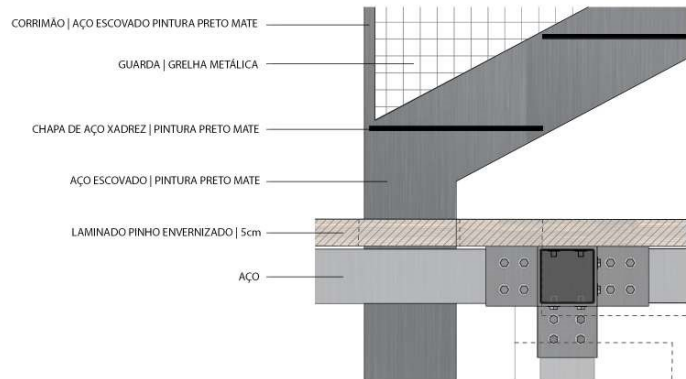 CORRIMÃO | AÇO ESCOVADO PINTURA PRETO MATE
GUARDA | GRELHA METÁLICA
CHAPA DE AÇO XADREZ | PINTURA PRETO MATE
AÇO ESCOVADO | PINTURA PRETO MATE
LAMINADO PINHO ENVERNIZADO | 5cm
AÇO